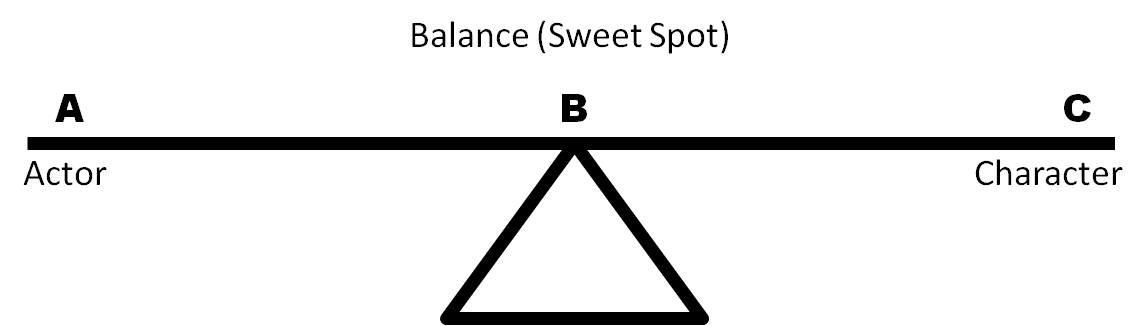 Balance (Sweet Spot)
A B C
Actor Character